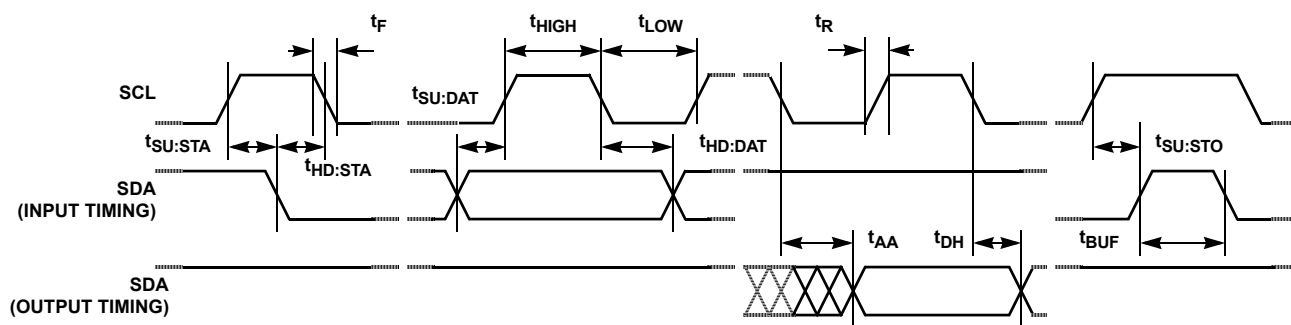 tF
tHIGH
tLOW
tR
SCL
tSU:DAT
tSU:STA
tHD:STA
tHD:DAT
tSU:STO
SDA
(INPUT TIMING)
tAA
tDH
tBUF
SDA
(OUTPUT TIMING)